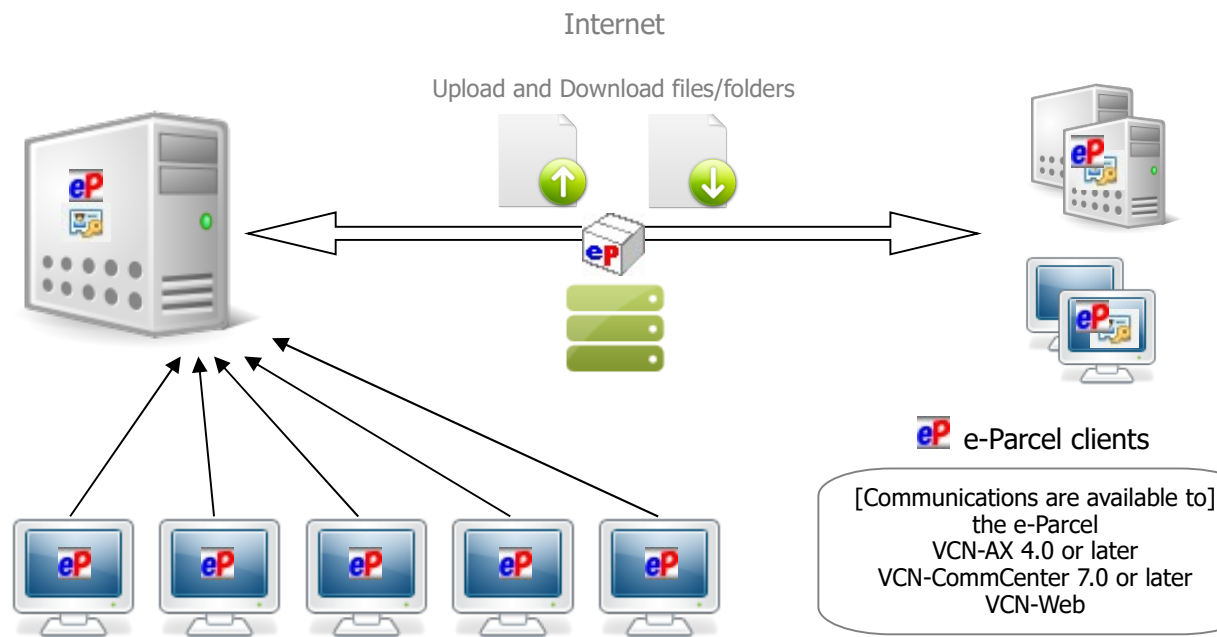 Internet
Upload and Download files/folders
eP
eP
eP
eP
eP e-Parcel clients
[Communications are available to]
the e-Parcel
VCN-AX 4.0 or later
VCN-CommCenter 7.0 or later
VCN-Web
eP
eP
eP
eP
eP